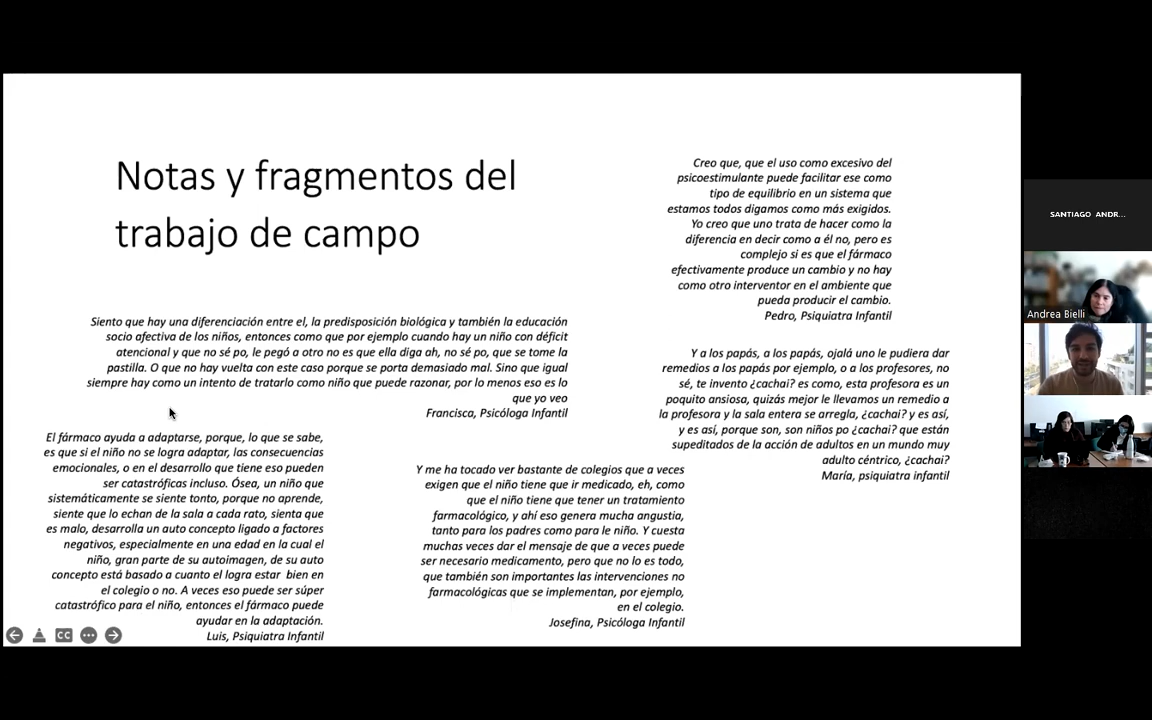 Notas y fragmentos del
trabajo de campo
Creo que, que el uso como excesivo del
psicoestimulante puede facilitar ese como
tipo de equilibrio en un sistema que
estamos todos digamos como más exigidos.
Yo creo que uno trata de hacer como la
diferencia en decir como a él no, pero es
complejo si es que el fármaco
efectivamente produce un cambio y no hay
como otro interventor en el ambiente que
pueda producir el cambio.
Pedro, Psiquiatra Infantil
Siento que hay una diferenciación entre el, la predisposición biológica y también la educación
socio afectiva de los niños, entonces como que por ejemplo cuando hay un niño con déficit
atencional y que no sé po, le pegó a otro no es que ella diga ah, no sé po, que se tome la
pastilla. O que no hay vuelta con este caso porque se porta demasiado mal. Sino que igual
siempre hay como un intento de tratarlo como niño que puede razonar, por lo menos eso es lo
que yo veo
Francisca, Psicóloga Infantil
Y a los papás, a los papás, ojalá uno le pudiera dar
remedios a los papás por ejemplo, o a los profesores, no
sé, te invento ¿cachai? es como, esta profesora es un
poquito ansiosa, quizás mejor le llevamos un remedio a
la profesora y la sala entera se arregla, ¿cachai? y es así,
y es así, porque son, son niños po ¿cachai? que están
supeditados de la acción de adultos en un mundo muy
adulto céntrico, ¿cachai?
María, psiquiatra infantil
El fármaco ayuda a adaptarse, porque, lo que se sabe,
es que si el niño no se logra adaptar, las consecuencias
emocionales, o en el desarrollo que tiene eso pueden
ser catastróficas incluso. Ósea, un niño que
sistemáticamente se siente tonto, porque no aprende,
siente que lo echan de la sala a cada rato, sienta que
es malo, desarrolla un auto concepto ligado a factores
negativos, especialmente en una edad en la cual el
niño, gran parte de su autoimagen, de su auto
concepto está basado a cuanto el logra estar bien en
el colegio o no. A veces eso puede ser súper
catastrófico para el niño, entonces el fármaco puede
ayudar en la adaptación.
Luis, Psiquiatra Infantil
Y me ha tocado ver bastante de colegios que a veces
exigen que el niño tiene que ir medicado, eh, como
que el niño tiene que tener un tratamiento
farmacológico, y ahí eso genera mucha angustia,
tanto para los padres como para le niño. Y cuesta
muchas veces dar el mensaje de que a veces puede
ser necesario medicamento, pero que no lo es todo,
que también son importantes las intervenciones no
farmacológicas que se implementan, por ejemplo,
en el colegio.
Josefina, Psicóloga Infantil
CC
SANTIAGO ANDR...
Andrea Bielli